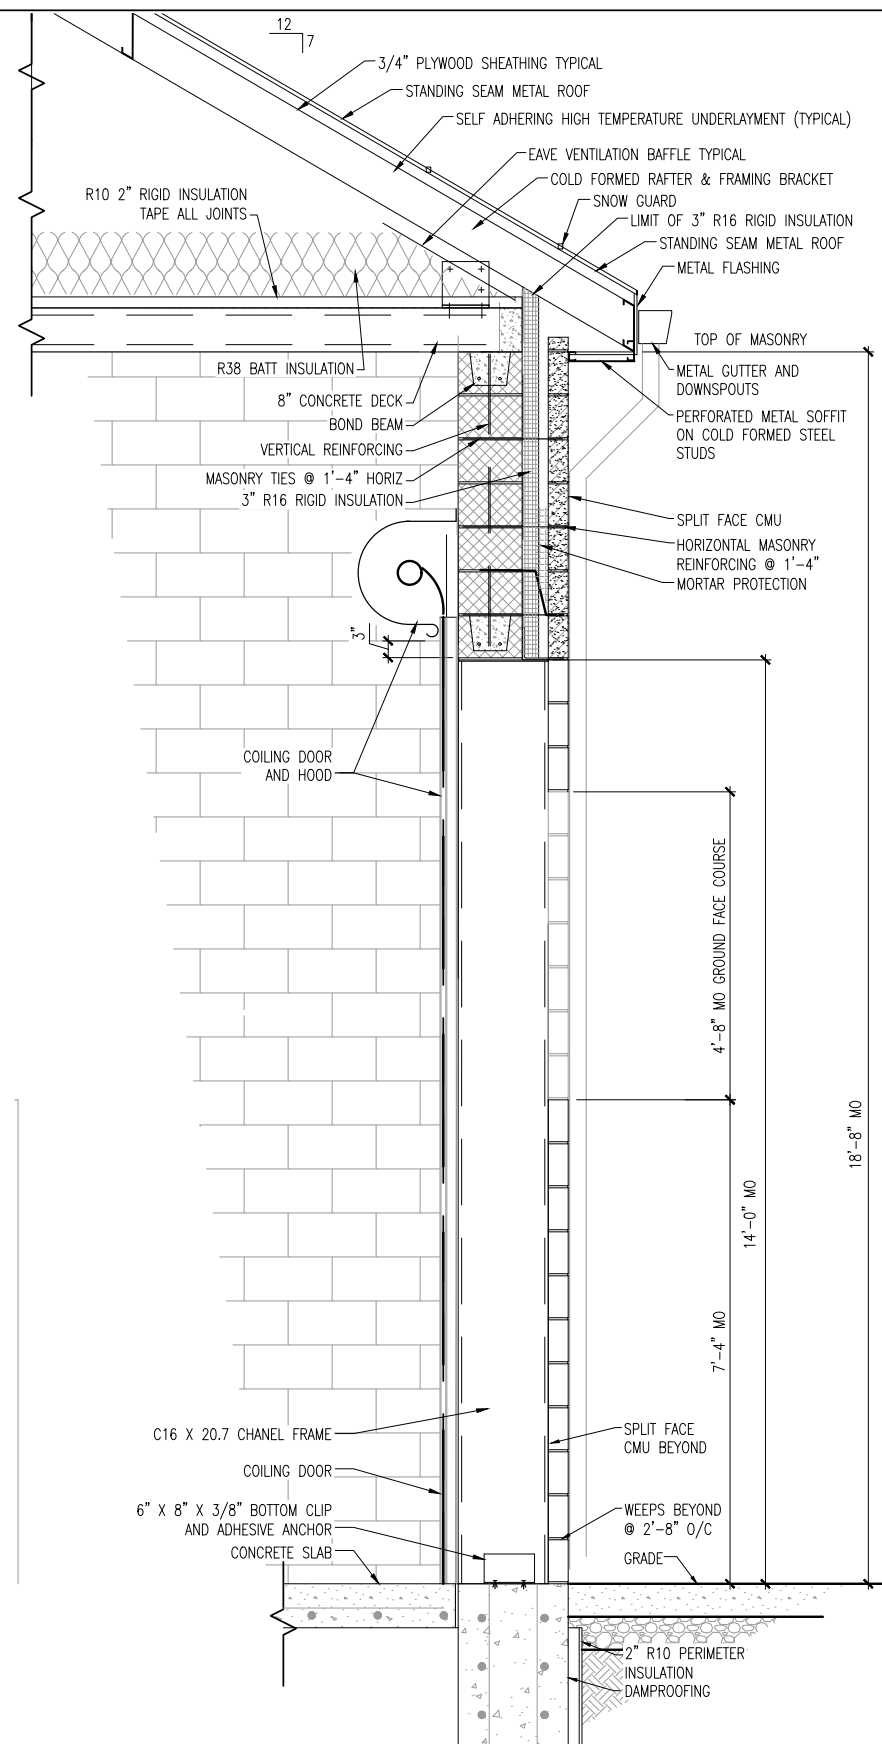 12
7
3/4" PLYWOOD SHEATHING TYPICAL
STANDING SEAM METAL ROOF
SELF ADHERING HIGH TEMPERATURE UNDERLAYMENT (TYPICAL)
EAVE VENTILATION BAFFLE TYPICAL
COLD FORMED RAFTER & FRAMING BRACKET
SNOW GUARD
LIMIT OF 3" R16 RIGID INSULATION
STANDING SEAM METAL ROOF
METAL FLASHING
R10 2" RIGID INSULATION
TAPE ALL JOINTS
TOP OF MASONRY
R38 BATT INSULATION
METAL GUTTER AND
DOWNSPOUTS
8" CONCRETE DECK
BOND BEAM
PERFORATED METAL SOFFIT
ON COLD FORMED STEEL
STUDS
VERTICAL REINFORCING
MASONRY TIES @ 1'-4" HORIZ
3" R16 RIGID INSULATION
SPLIT FACE CMU
HORIZONTAL MASONRY
REINFORCING @ 1'-4"
MORTAR PROTECTION
3"
COILING DOOR
AND HOOD
4'-8" MO GROUND FACE COURSE
18'-8" MO
14'-0" MO
7'-4" MO
C16 X 20.7 CHANEL FRAME
SPLIT FACE
CMU BEYOND
COILING DOOR
6" X 8" X 3/8" BOTTOM CLIP
AND ADHESIVE ANCHOR
CONCRETE SLAB
WEEPS BEYOND
@ 2'-8" O/C
GRADE
2" R10 PERIMETER
INSULATION
DAMPROOFING